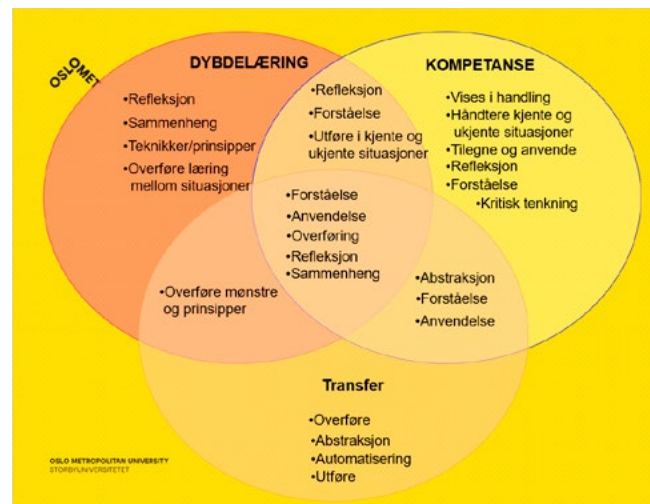 OSLOMET
DYBDELÆRING
•Refleksjon
•Sammenheng
•Teknikker/prinsipper
•Overføre læring
mellom situasjoner
•Refleksjon
•Forståelse
•Utføre i kjente og
ukjente situasjoner
KOMPETANSE
•Vises i handling
•Håndtere kjente og
ukjente situasjoner
•Tilegne og anvende
•Refleksjon
•Forståelse
•Kritisk tenkning
•Forståelse
•Anvendelse
•Overføring
•Refleksjon
•Sammenheng
•Overføre mønstre
og prinsipper
•Abstraksjon
•Forståelse
•Anvendelse
Transfer
•Overføre
•Abstraksjon
•Automatisering
•Utføre
OSLO METROPOLITAN UNIVERSITY
STORBYUNIVERSITETET